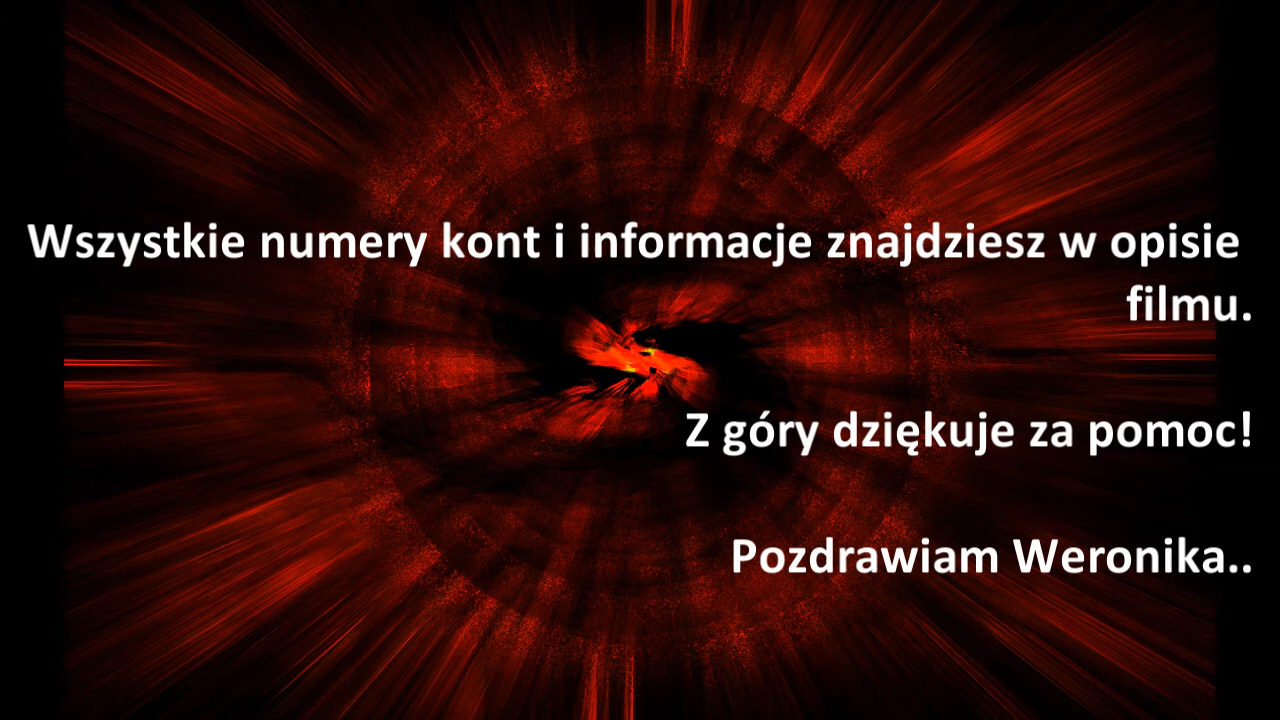 Wszystkie numery kont i informacje znajdziesz w opisie
filmu.
Z góry dziękuje za pomoc!
Pozdrawiam Weronika..